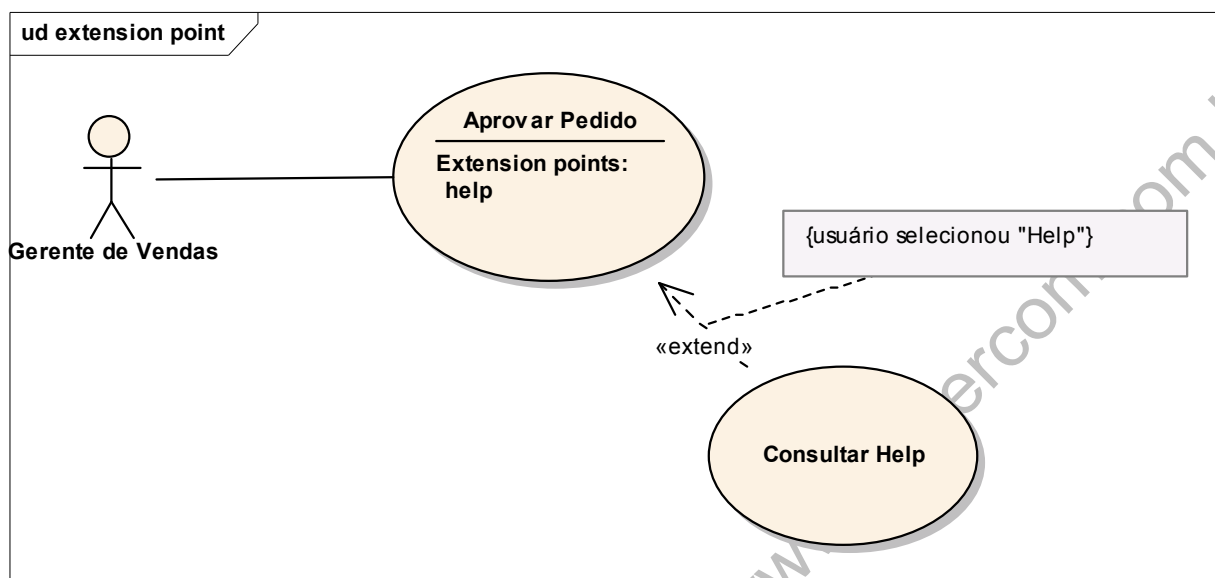 ud extension point
Aprovar Pedido
Extension points:
help
Gerente de Vendas
{usuário selecionou "Help"}
«extend»
Consultar Help